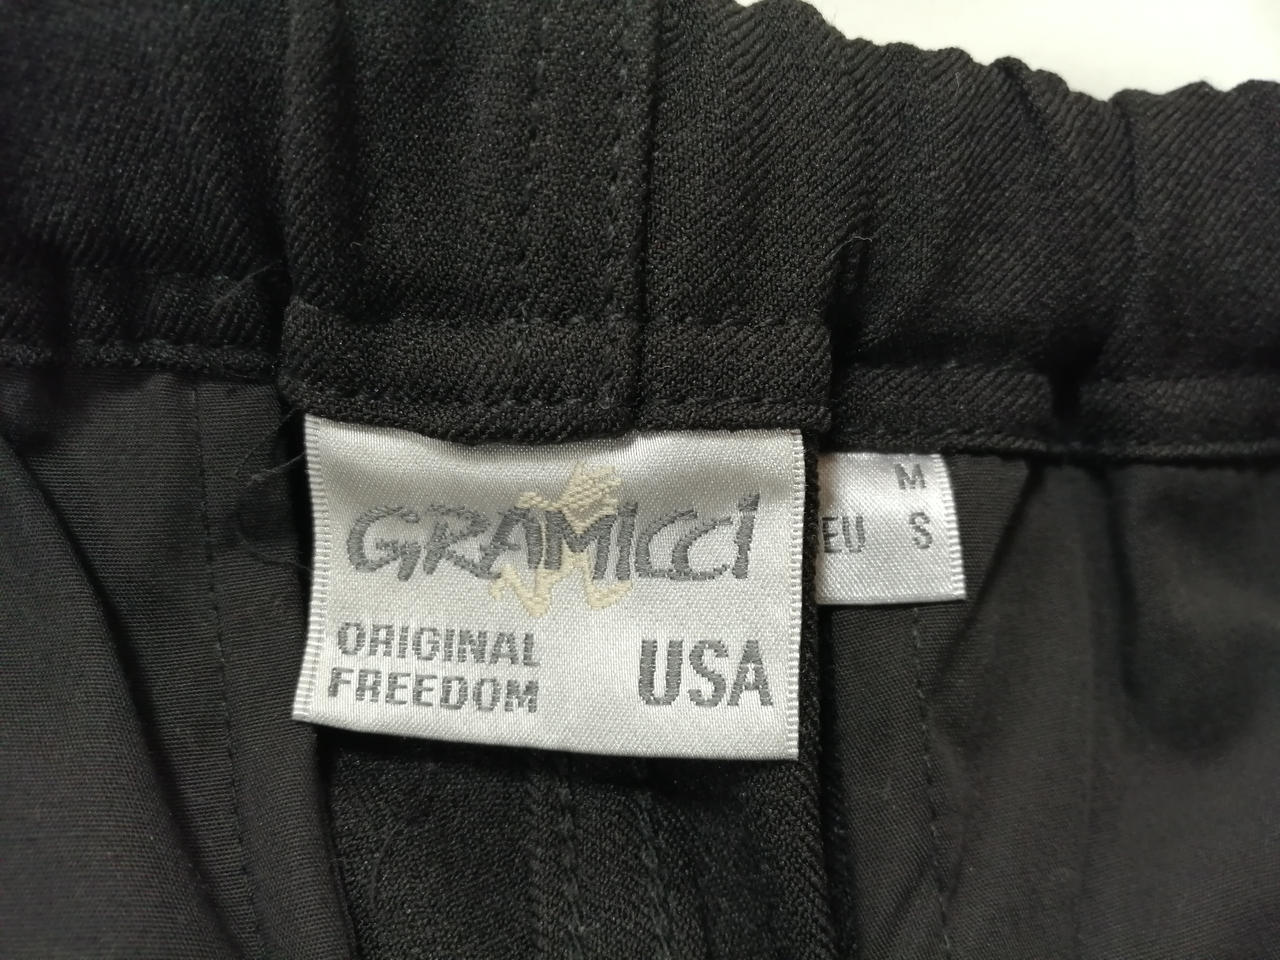 GRAMICCI
ORIGINAL
FREEDOM
USA
M
EU S